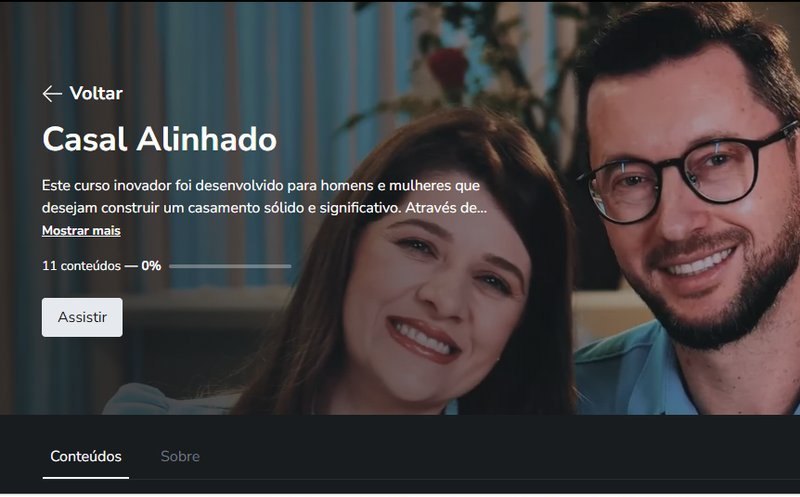 Voltar
Casal Alinhado
Este curso inovador foi desenvolvido para homens e mulheres que
desejam construir um casamento sólido e significativo. Através de...
Mostrar mais
11 conteúdos — 0%
Assistir
Conteúdos
Sobre